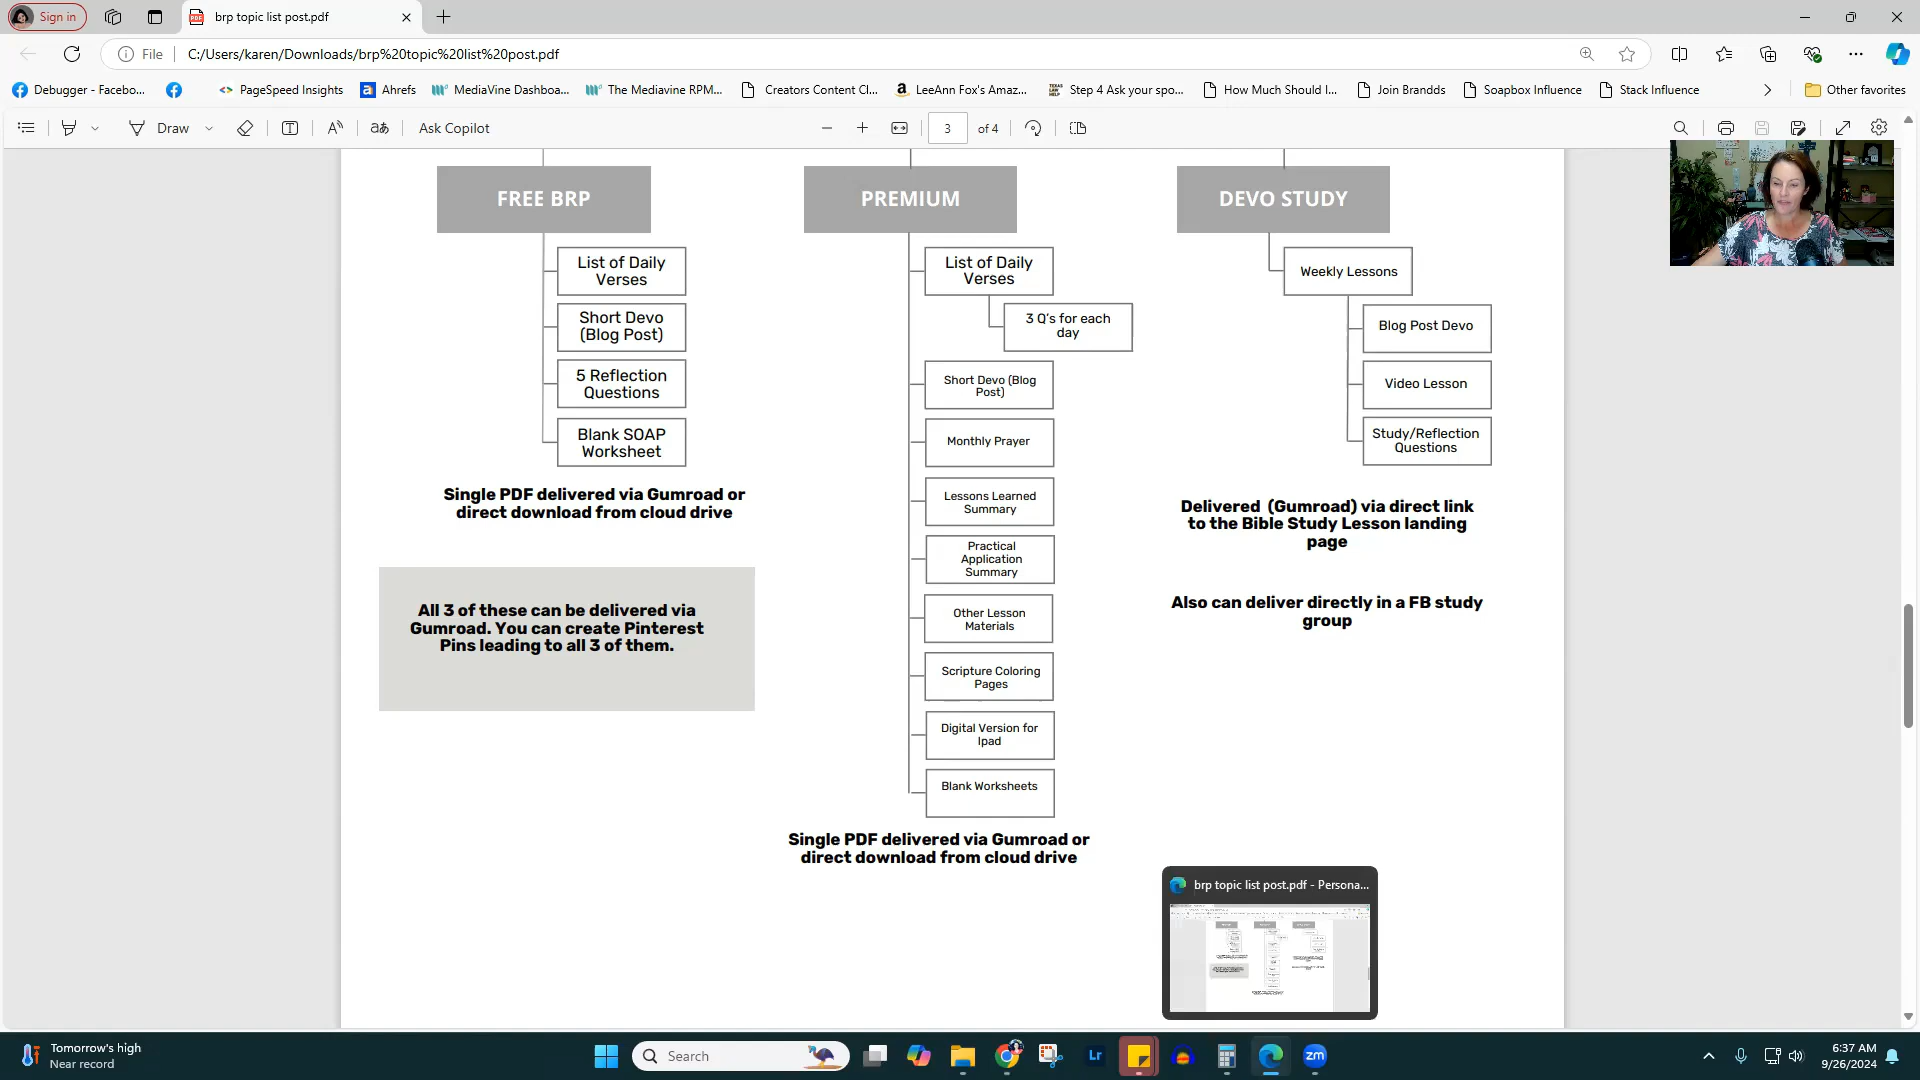 Sign in
brp topic list post.pdf
File
C:/Users/karen/Downloads/brp%20topic%20list%20post.pdf
Debugger - Facebo...
PageSpeed Insights
Ahrefs
MediaVine Dashboa...
The Mediavine RPM...
Creators Content Cl...
LeeAnn Fox's Amaz...
Step 4 Ask your spo...
How Much Should I...
Join Brandds
Soapbox Influence
Stack Influence
Other favorites
Draw
Ask Copilot
3
of 4
FREE BRP
List of Daily
Verses
Short Devo
(Blog Post)
5 Reflection
Questions
Blank SOAP
Worksheet
Single PDF delivered via Gumroad or
direct download from cloud drive
All 3 of these can be delivered via
Gumroad. You can create Pinterest
Pins leading to all 3 of them.
PREMIUM
List of Daily
Verses
3 Q's for each
day
Short Devo (Blog
Post)
Monthly Prayer
Lessons Learned
Summary
Practical
Application
Summary
Other Lesson
Materials
Scripture Coloring
Pages
Digital Version for
Ipad
Blank Worksheets
Single PDF delivered via Gumroad or
direct download from cloud drive
DEVO STUDY
Weekly Lessons
Blog Post Devo
Video Lesson
Study/Reflection
Questions
Delivered (Gumroad) via direct link
to the Bible Study Lesson landing
page
Also can deliver directly in a FB study
group
brp topic list post.pdf - Persona...
Tomorrow's high
Near record
Search
Lr
zm
6:37 AM
9/26/2024